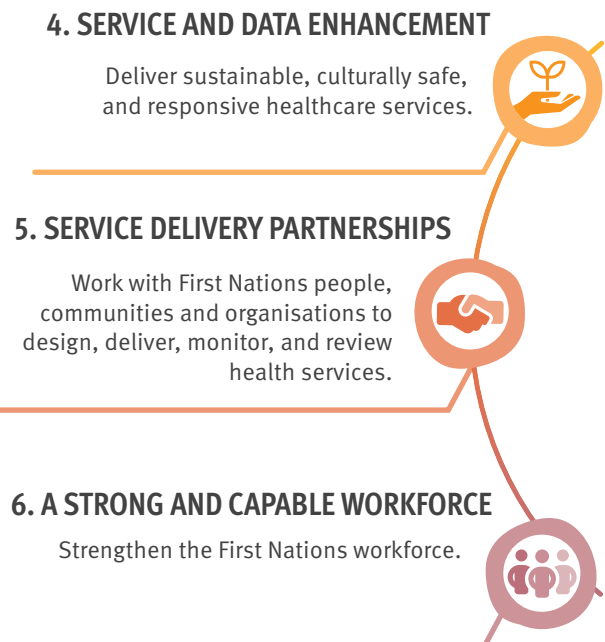 4. SERVICE AND DATA ENHANCEMENT
Deliver sustainable, culturally safe,
and responsive healthcare services.
5. SERVICE DELIVERY PARTNERSHIPS
Work with First Nations people,
communities and organisations to
design, deliver, monitor, and review
health services.
6. A STRONG AND CAPABLE WORKFORCE
Strengthen the First Nations workforce.